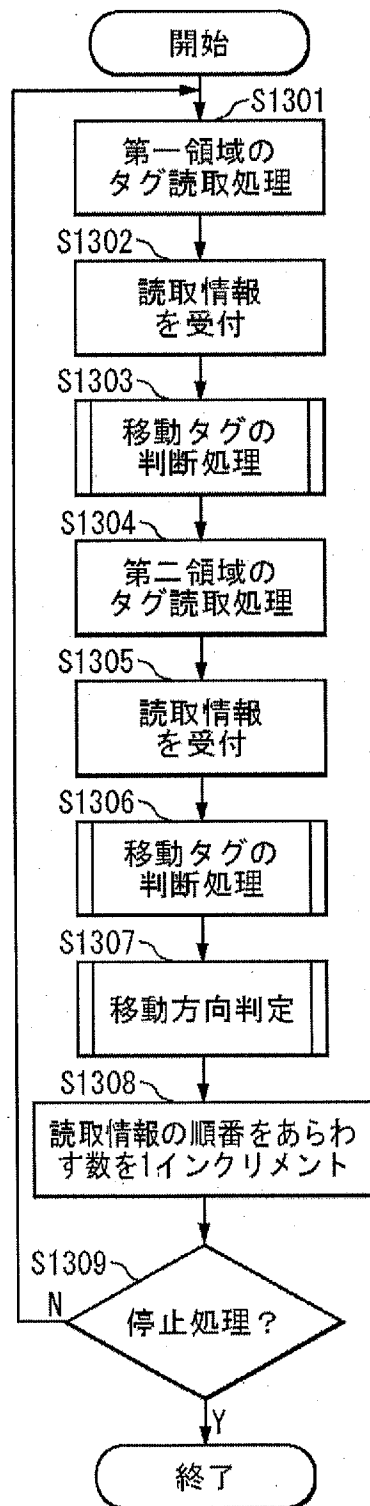 開始
S1301
第一領域の
タグ読取処理
S1302
読取情報
を受付
S1303
移動タグの
判断処理
S1304
第二領域の
タグ読取処理
S1305
読取情報
を受付
S1306
移動タグの
判断処理
S1307
移動方向判定
S1308
読取情報の順番をあらわ
す数を1インクリメント
S1309
停止処理?
N
Y
終了